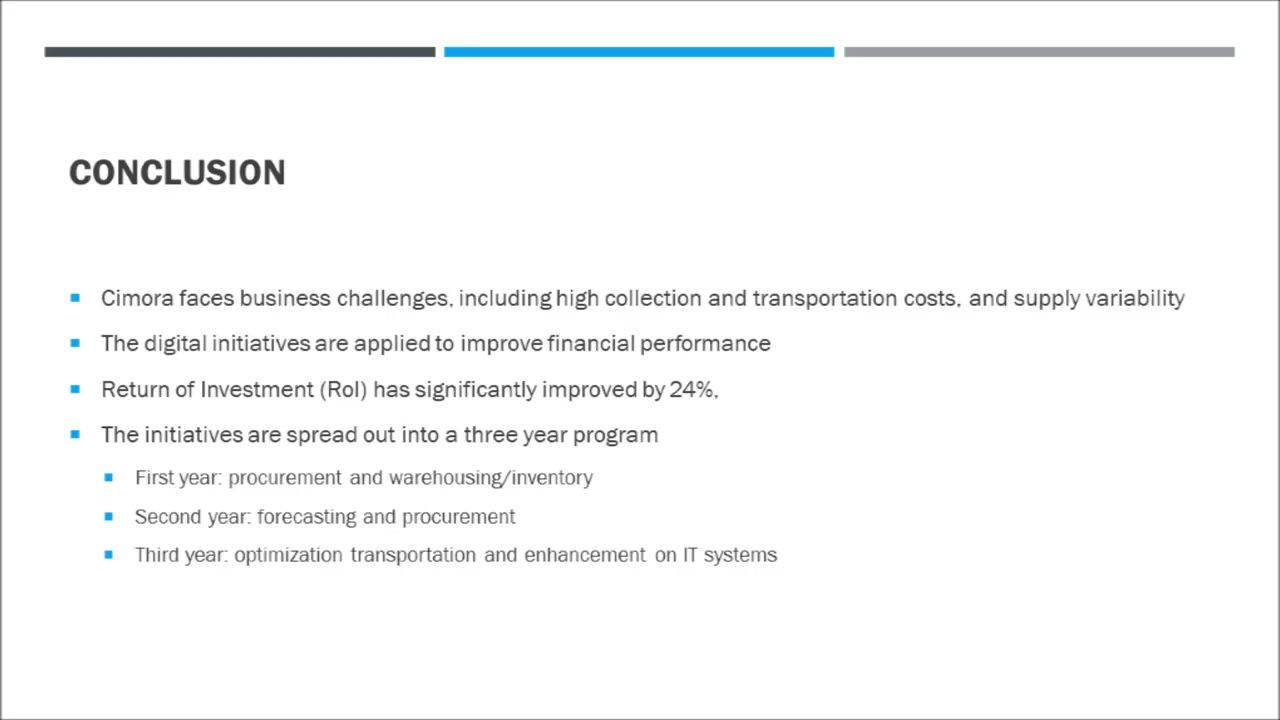 CONCLUSION
Cimora faces business challenges, including high collection and transportation costs, and supply variability
The digital initiatives are applied to improve financial performance
Return of Investment (RoI) has significantly improved by 24%,
The initiatives are spread out into a three year program
First year: procurement and warehousing/inventory
Second year: forecasting and procurement
Third year: optimization transportation and enhancement on IT systems